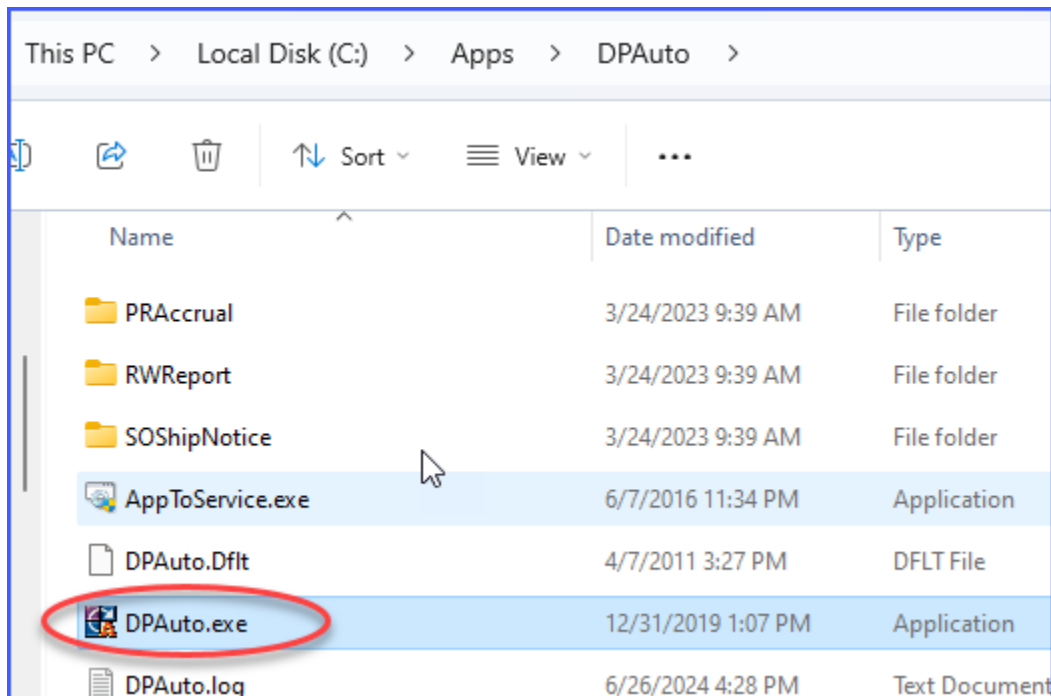 This PC > Local Disk (C:) > Apps > DPAuto >
Sort View ...
Name Date modified Type
PRAccrual 3/24/2023 9:39 AM File folder
RWReport 3/24/2023 9:39 AM File folder
SOShipNotice 3/24/2023 9:39 AM File folder
AppToService.exe 6/7/2016 11:34 PM Application
DPAuto.Dflt 4/7/2011 3:27 PM DFLT File
DPAuto.exe 12/31/2019 1:07 PM Application
DPAuto.log 6/26/2024 4:28 PM Text Document